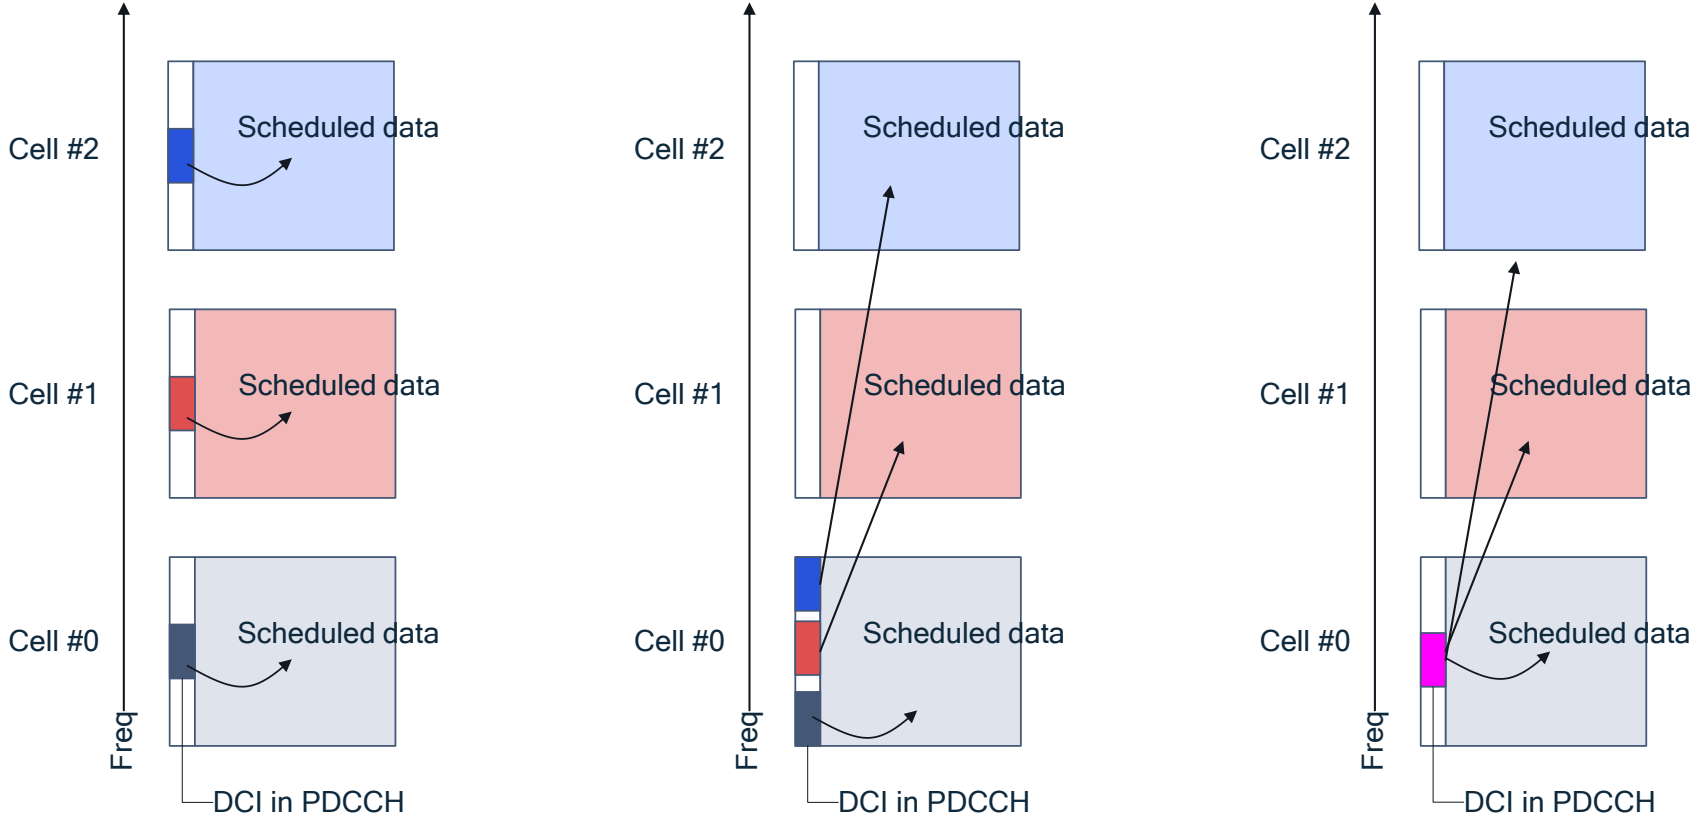 Cell #2
Scheduled data
Cell #1
Scheduled data
Cell #0
Scheduled data
Freq
DCI in PDCCH
Cell #2
Scheduled data
Cell #1
Scheduled data
Cell #0
Scheduled data
Freq
DCI in PDCCH
Cell #2
Scheduled data
Cell #1
Scheduled data
Cell #0
Scheduled data
Freq
DCI in PDCCH